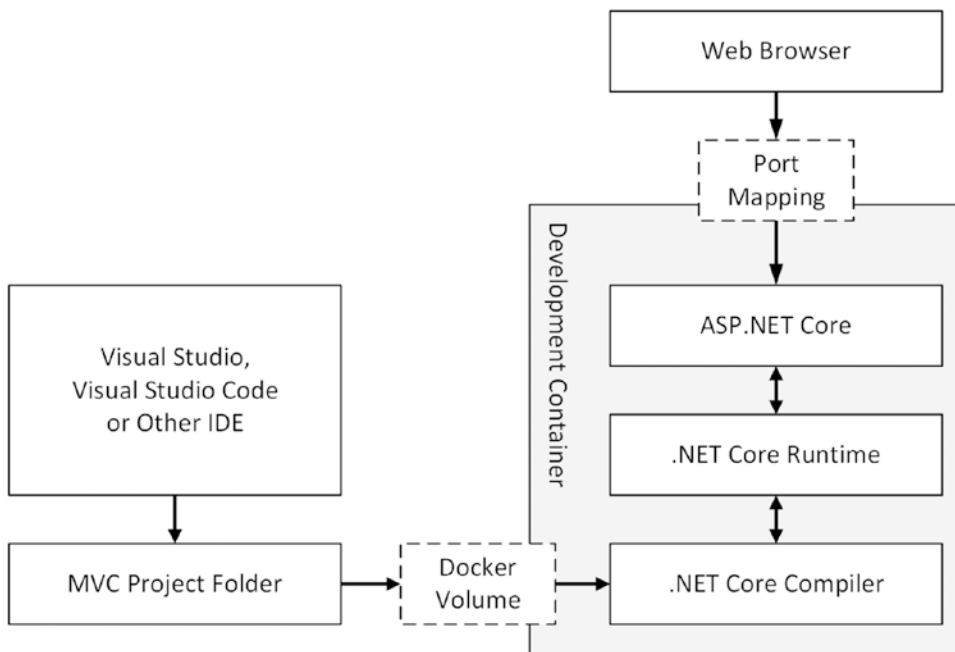 Web Browser
Port
Mapping
Development Container
ASP.NET Core
Visual Studio,
Visual Studio Code
or Other IDE
.NET Core Runtime
MVC Project Folder
Docker
Volume
.NET Core Compiler